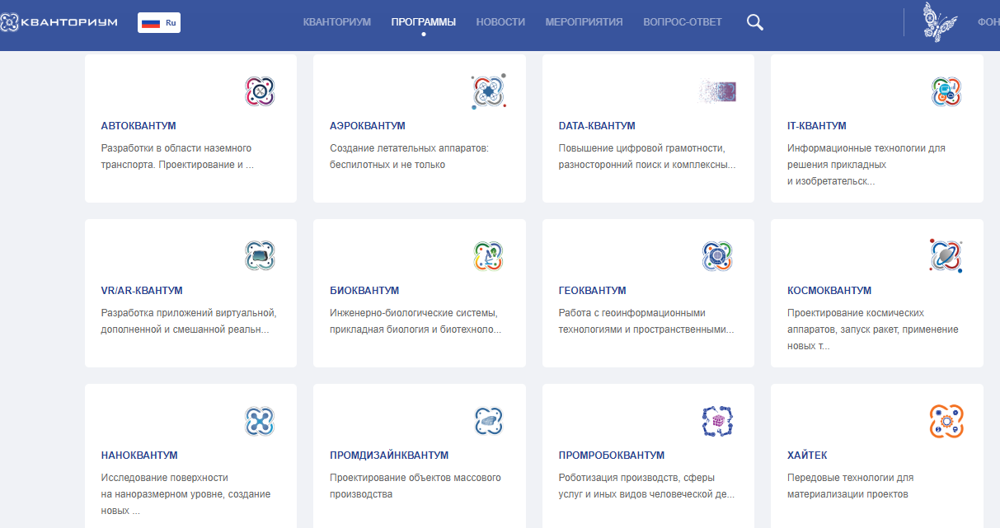 КВАНТОРИУМ
Ru
КВАНТОРИУМ
ПРОГРАММЫ
НОВОСТИ
МЕРОПРИЯТИЯ
ВОПРОС-ОТВЕТ
ФОН
АВТОКВАНТУМ
Разработки в области наземного
транспорта. Проектирование и ...
АЭРОКВАНТУМ
Создание летательных аппаратов:
беспилотных и не только
DATA-КВАНТУМ
Повышение цифровой грамотности,
разносторонний поиск и комплексны...
IT-КВАНТУМ
Информационные технологии для
решения прикладных
и изобретательск...
VR/AR-КВАНТУМ
Разработка приложений виртуальной,
дополненной и смешанной реальн...
БИОКВАНТУМ
Инженерно-биологические системы,
прикладная биология и биотехноло...
ГЕОКВАНТУМ
Работа с геоинформационными
технологиями и пространственными...
КОСМОКВАНТУМ
Проектирование космических
аппаратов, запуск ракет, применение
новых т...
НАНОКВАНТУМ
Исследование поверхности
на наноразмерном уровне, создание
новых ...
ПРОМДИЗАЙНКВАНТУМ
Проектирование объектов массового
производства
ПРОМРОБОКВАНТУМ
Роботизация производств, сферы
услуг и иных видов человеческой де...
ХАЙТЕК
Передовые технологии для
материализации проектов